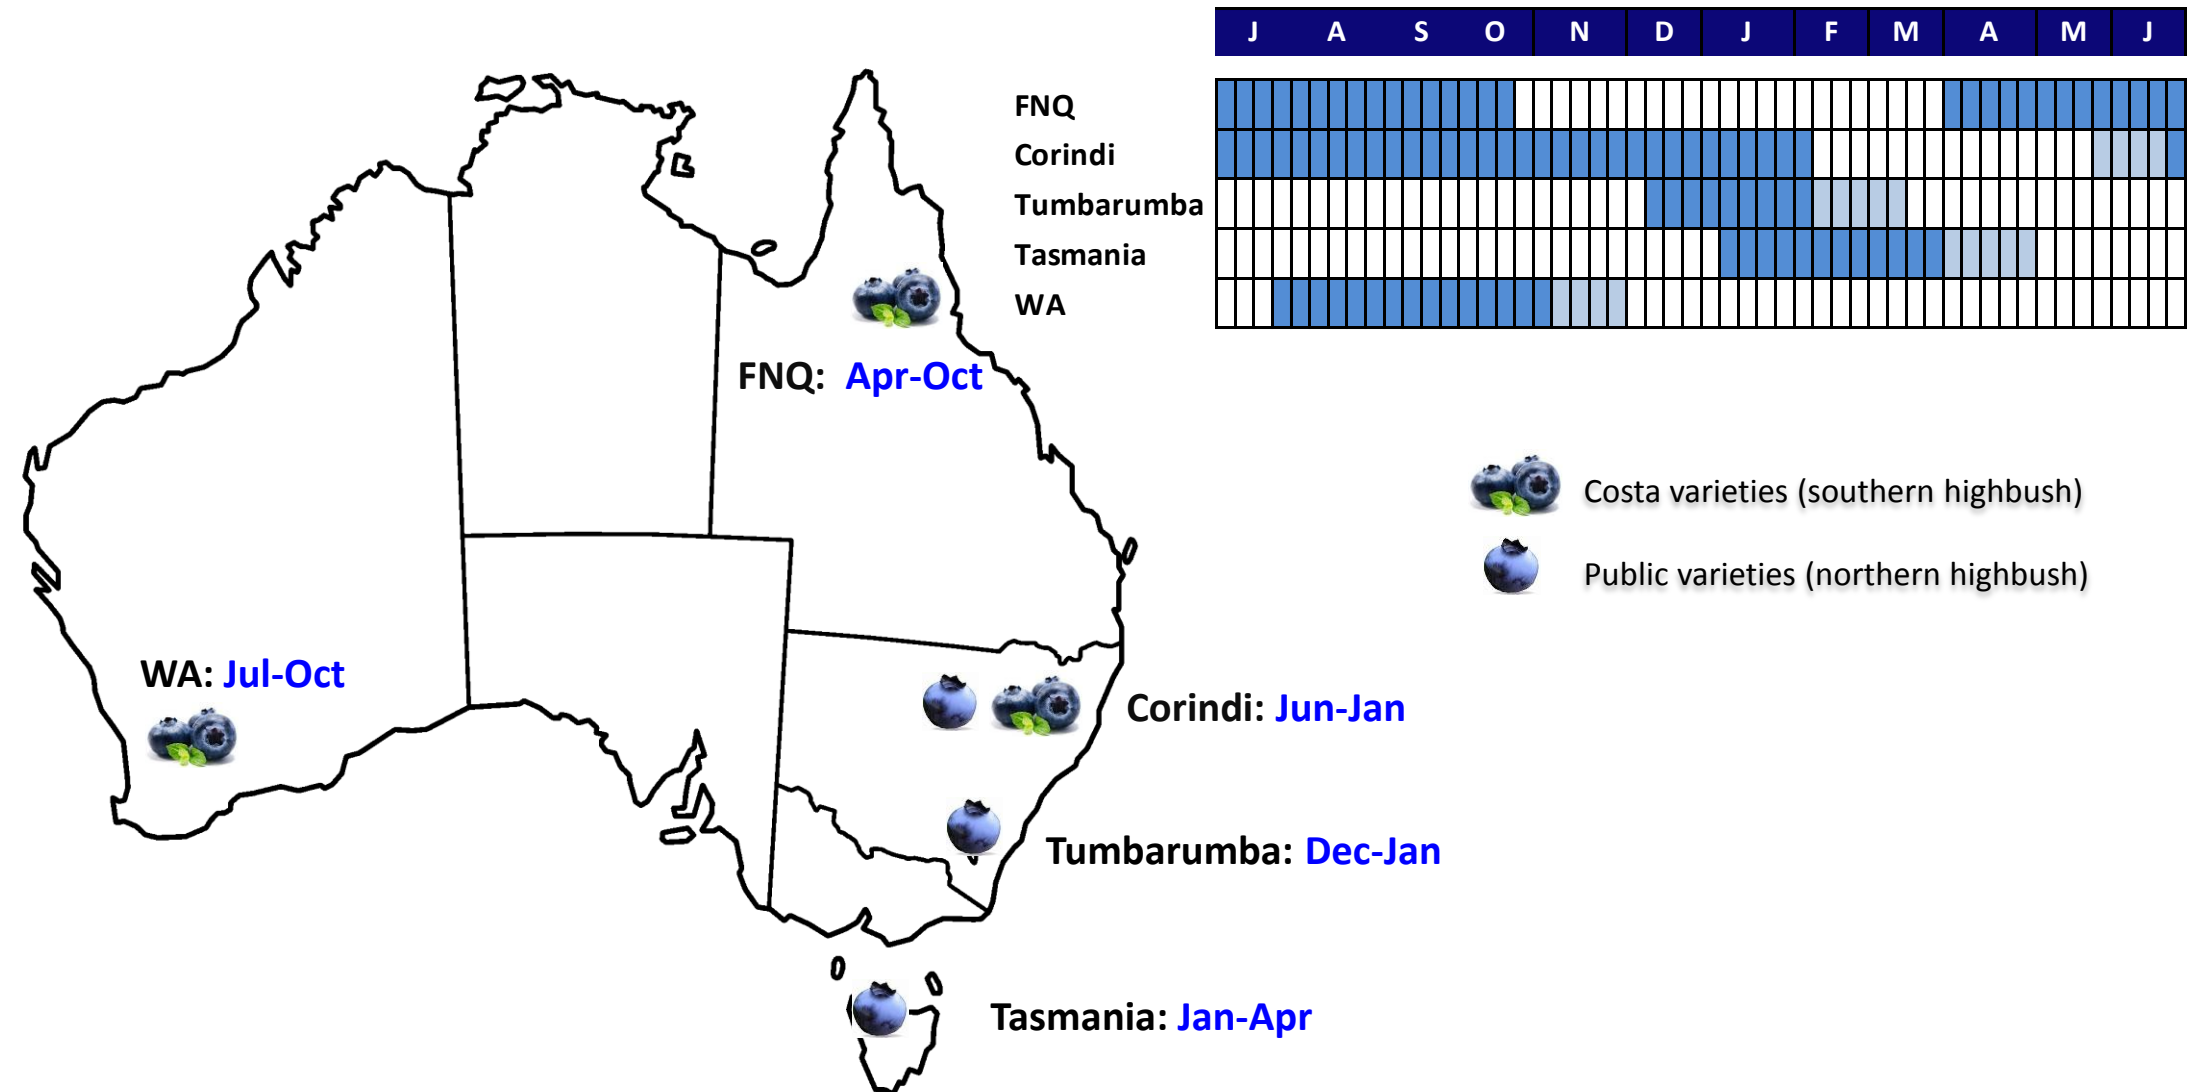 J A S O N D J F M A M J
FNQ
Corindi
Tumbarumba
Tasmania
WA
FNQ: Apr-Oct
Costa varieties (southern highbush)
Public varieties (northern highbush)
WA: Jul-Oct
Corindi: Jun-Jan
Tumbarumba: Dec-Jan
Tasmania: Jan-Apr